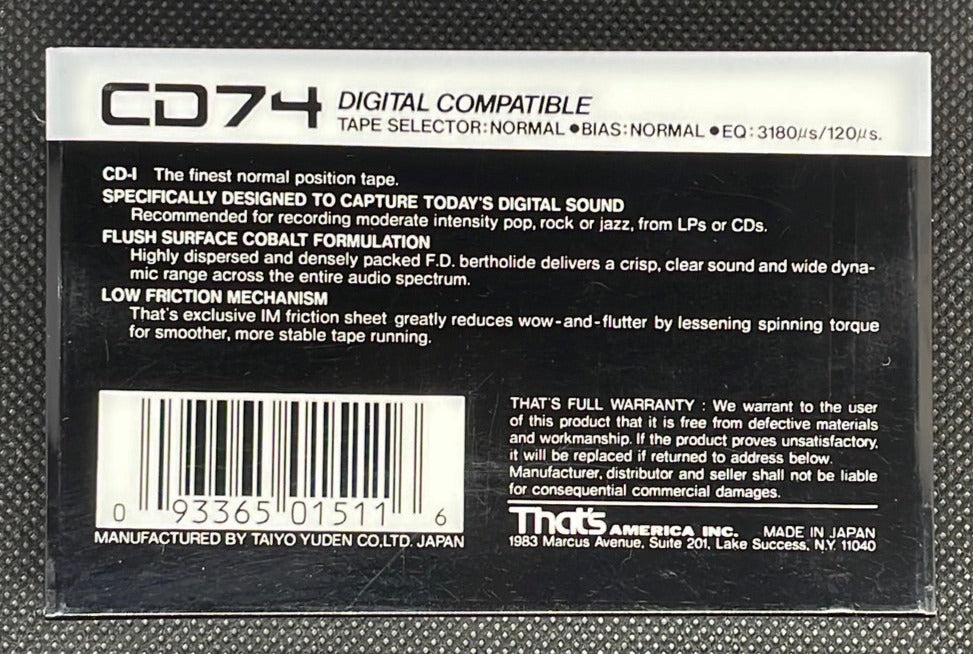 CD74 DIGITAL COMPATIBLE
TAPE SELECTOR:NORMAL ●BIAS:NORMAL ●EQ:3180μs/120μs.
CD-I The finest normal position tape.
SPECIFICALLY DESIGNED TO CAPTURE TODAY'S DIGITAL SOUND
Recommended for recording moderate intensity pop, rock or jazz, from LPs or CDs.
FLUSH SURFACE COBALT FORMULATION
Highly dispersed and densely packed F.D. bertholide delivers a crisp, clear sound and wide dyna-
mic range across the entire audio spectrum.
LOW FRICTION MECHANISM
That's exclusive IM friction sheet greatly reduces wow-and-flutter by lessening spinning torque
for smoother, more stable tape running.
0 93365 01511 6
MANUFACTURED BY TAIYO YUDEN CO,LTD. JAPAN
THAT'S FULL WARRANTY : We warrant to the user
of this product that it is free from defective materials
and workmanship. If the product proves unsatisfactory,
it will be replaced if returned to address below.
Manufacturer, distributor and seller shall not be liable
for consequential commercial damages.
That's AMERICA INC. MADE IN JAPAN
1983 Marcus Avenue, Suite 201, Lake Success, N.Y. 11040